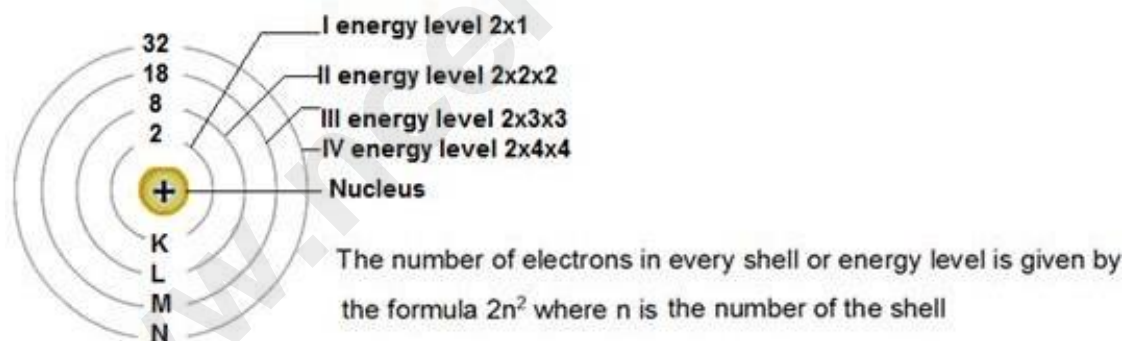 32
18
8
2
+
K
L
M
N
I energy level 2x1
II energy level 2x2x2
III energy level 2x3x3
IV energy level 2x4x4
Nucleus
The number of electrons in every shell or energy level is given by
the formula 2n² where n is the number of the shell